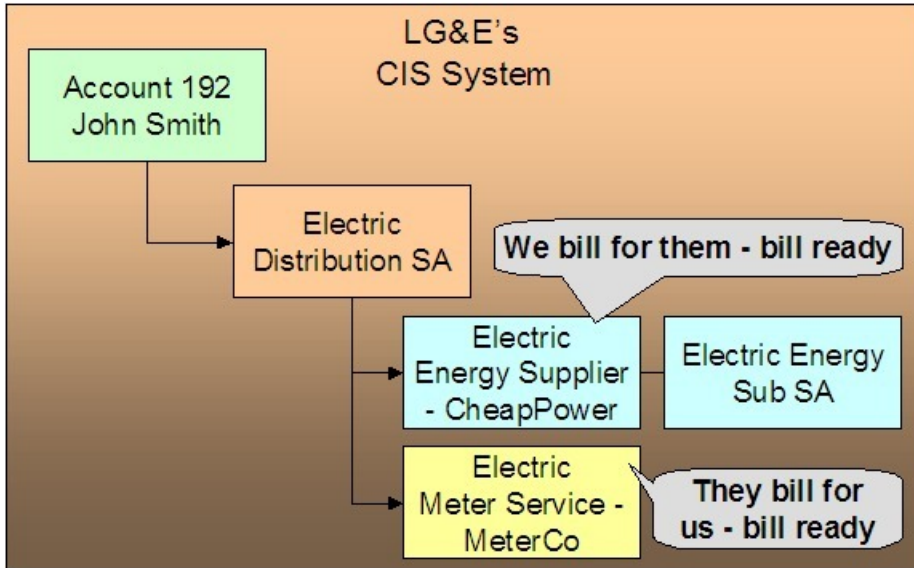 LG&E's
CIS System
Account 192
John Smith
Electric
Distribution SA
We bill for them - bill ready
Electric
Energy Supplier
- CheapPower
Electric Energy
Sub SA
Electric
Meter Service -
MeterCo
They bill for
us - bill ready